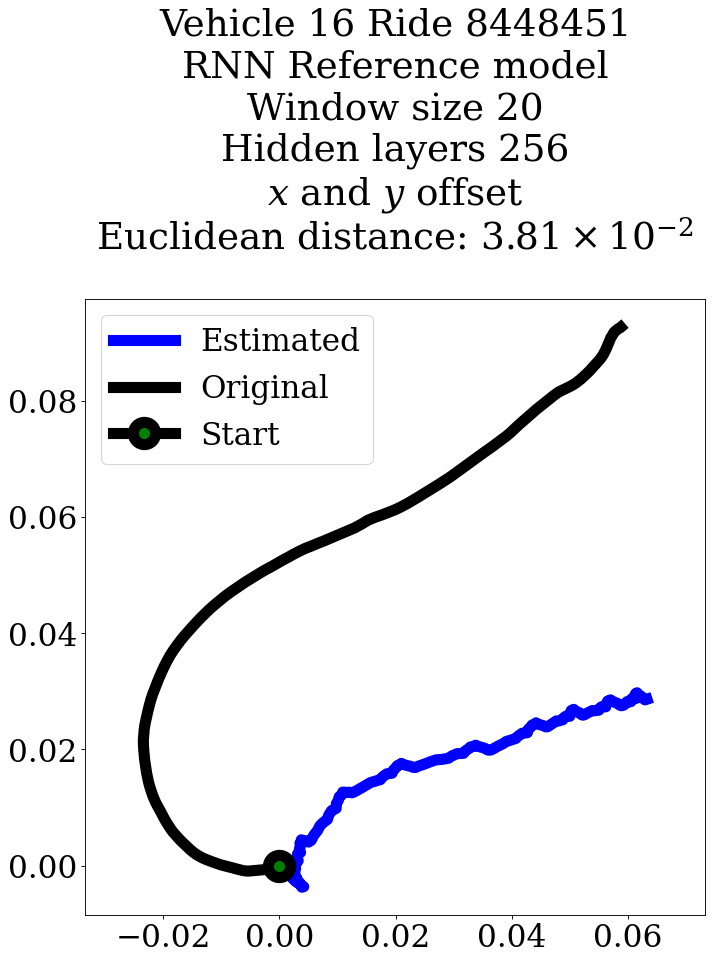 Vehicle 16 Ride 8448451
RNN Reference model
Window size 20
Hidden layers 256
x and y offset
Euclidean distance: 3.81 × 10⁻²
Estimated
Original
Start
0.08
0.06
0.04
0.02
0.00
−0.02 0.00 0.02 0.04 0.06